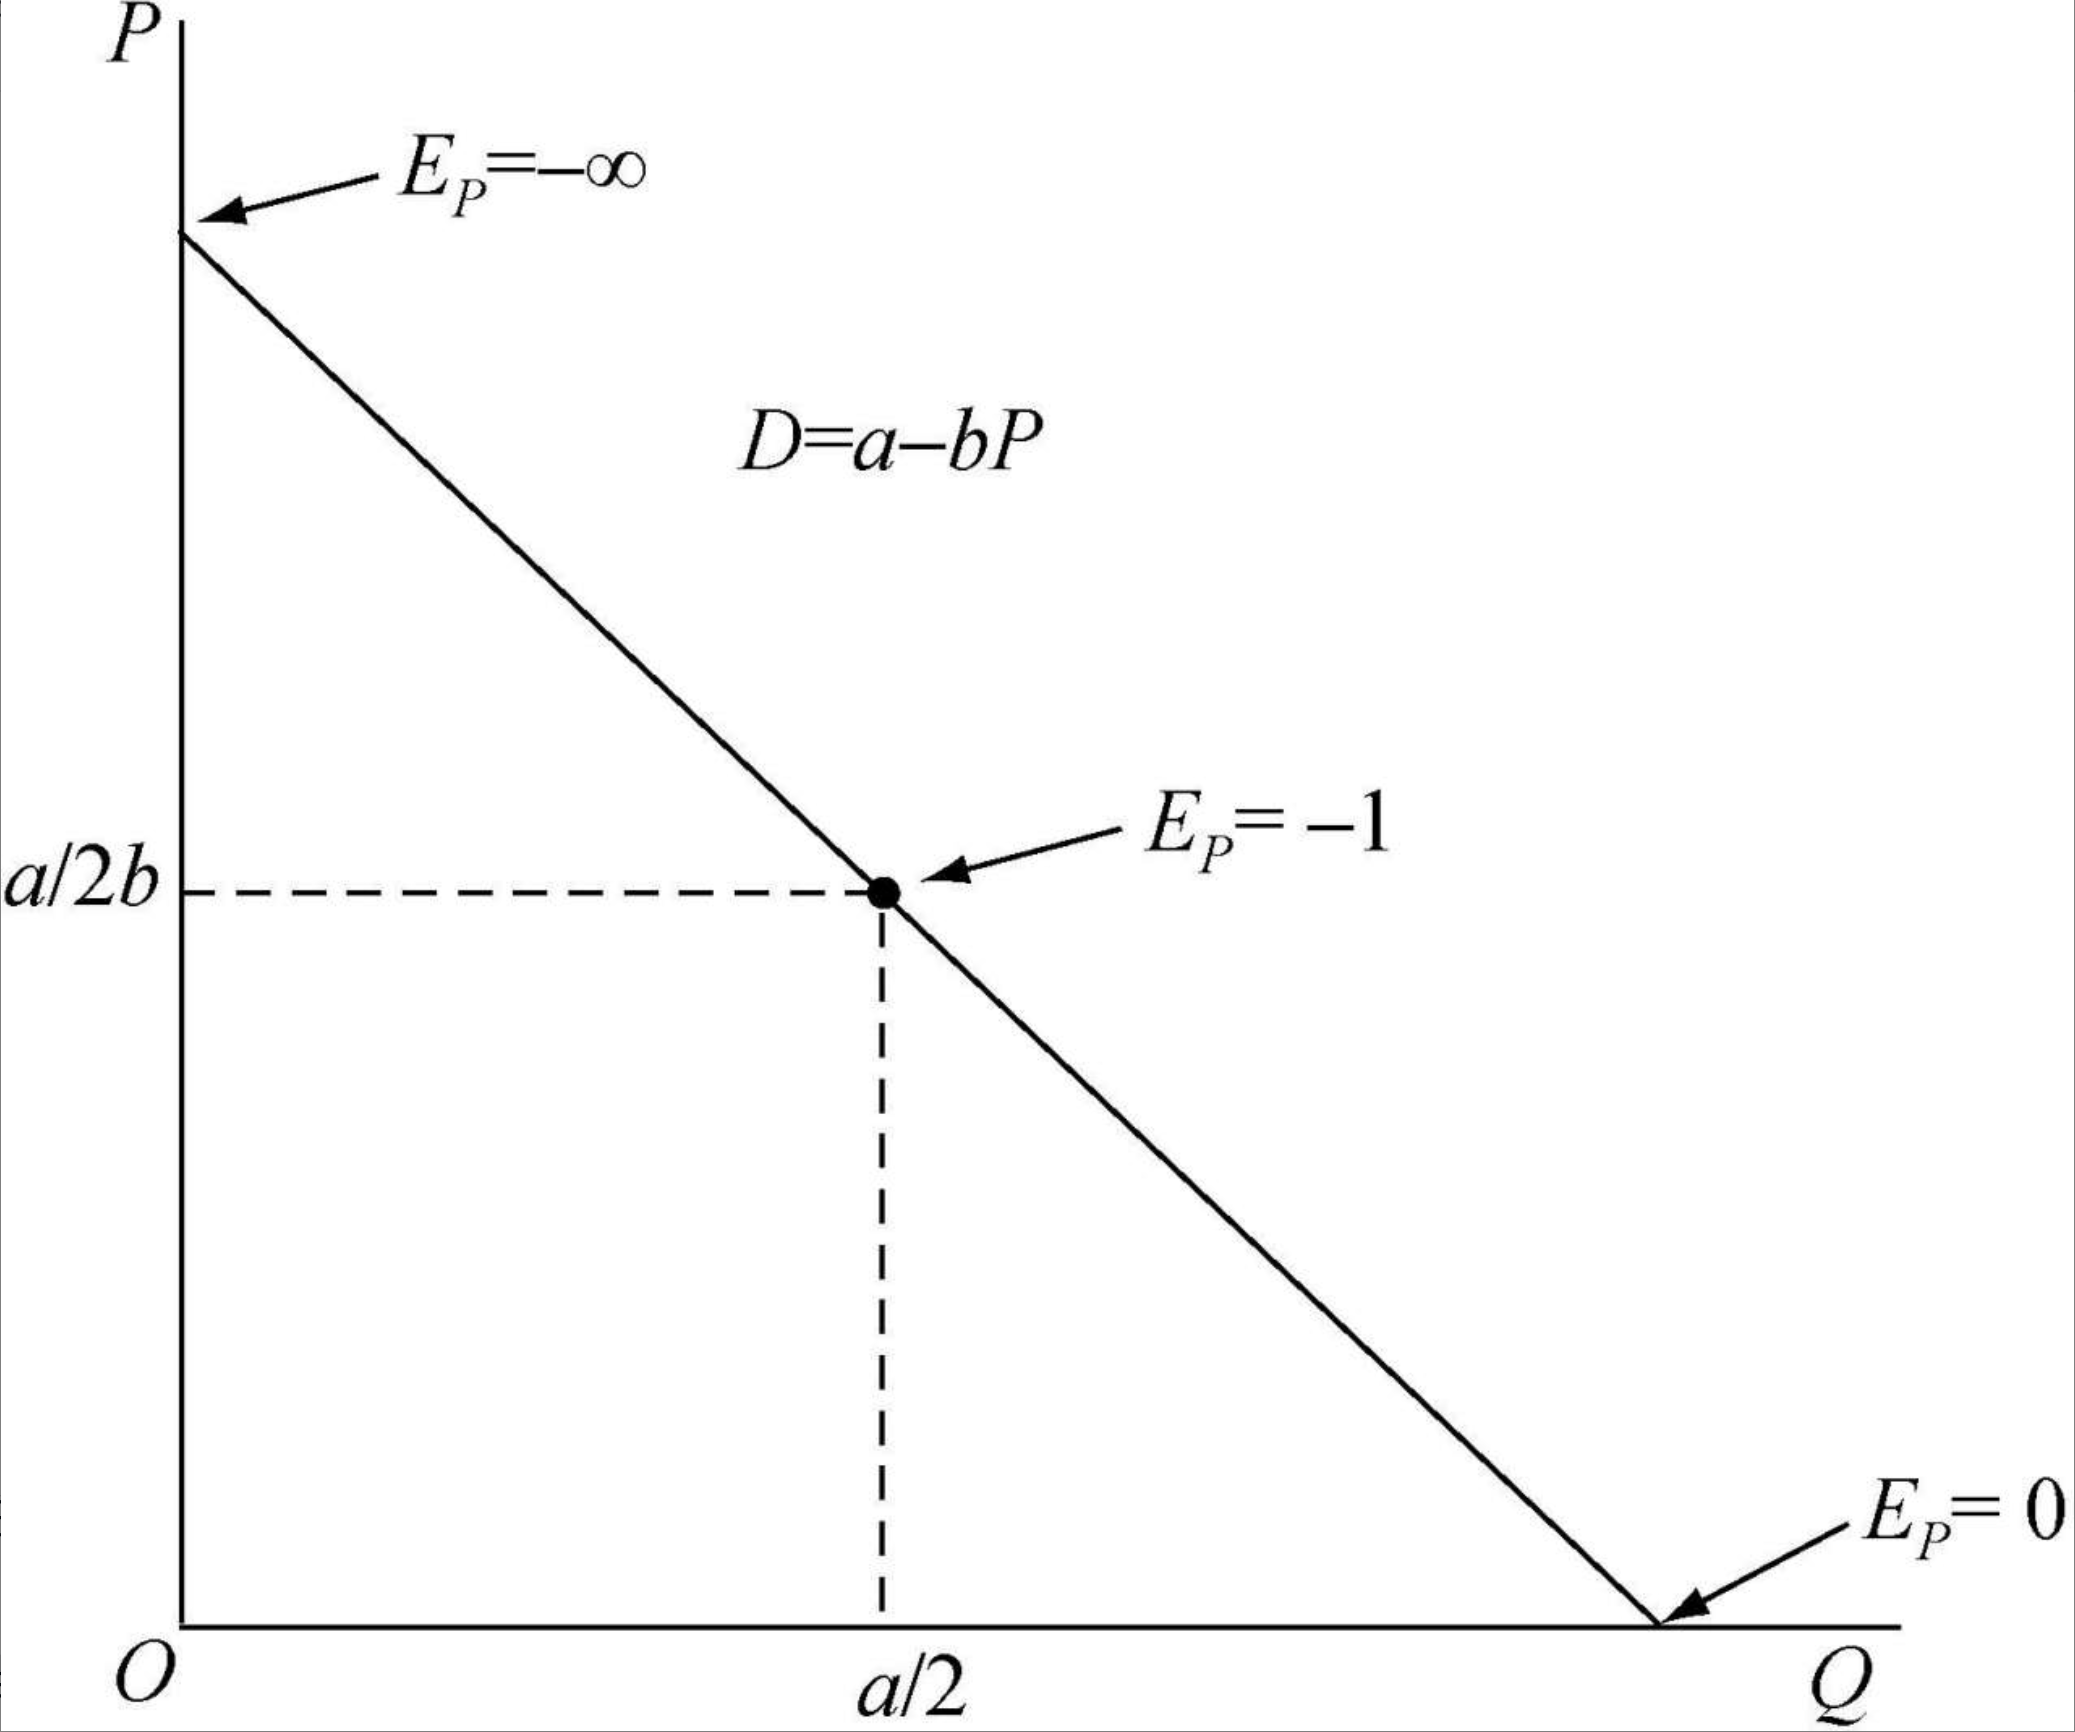 P
E_P=–∞
D=a–bP
E_P= –1
a/2b
E_P= 0
O
a/2
Q